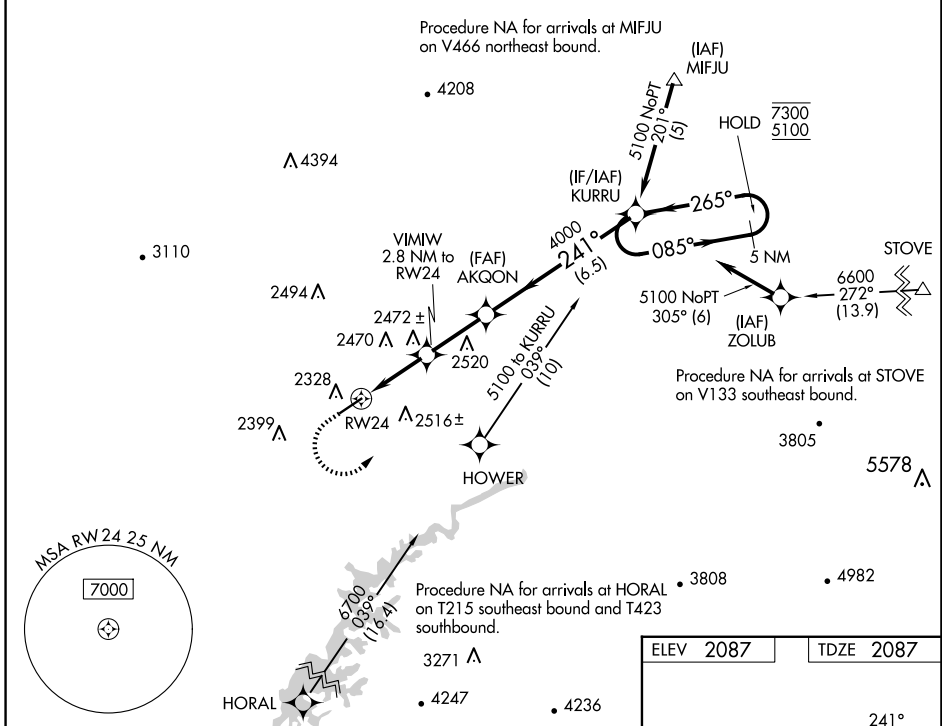 Procedure NA for arrivals at MIFJU
on V466 northeast bound.
(IAF)
MIFJU
4208
HOLD
7300
5100
5100 NoPT
201°
(5)
4394
(IF/IAF)
KURRU
265°
085°
5 NM
4000
241°
(6.5)
3110
VIMIW
2.8 NM to
RW24
(FAF)
AKQON
STOVE
6600
272°
(13.9)
5100 NoPT
305° (6)
(IAF)
ZOLUB
2494
2472 ±
2470
2520
5100 to KURRU
039°
(10)
2328
RW24
2516 ±
2399
HOWER
Procedure NA for arrivals at STOVE
on V133 southeast bound.
3805
5578
MSA RW24 25 NM
7000
6700
039°
(16.4)
Procedure NA for arrivals at HORAL
on T215 southeast bound and T423
southbound.
3808
4982
3271
HORAL
4247
4236
ELEV 2087
TDZE 2087
241°